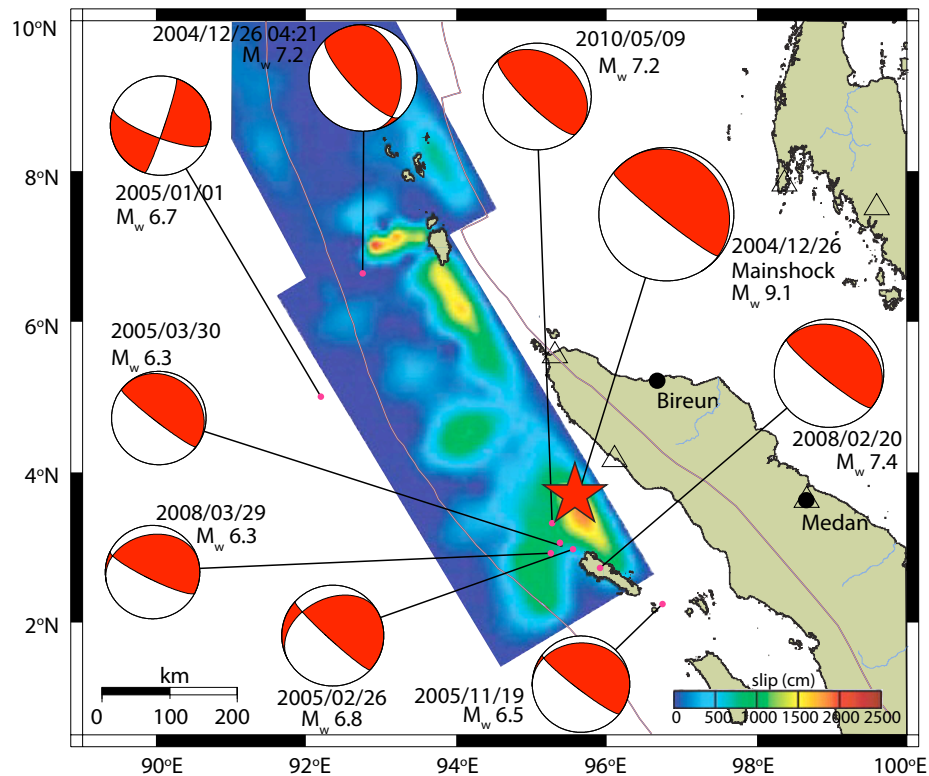 10°N
8°N
6°N
4°N
2°N
2004/12/26 04:21
Mw 7.2
2010/05/09
Mw 7.2
2005/01/01
Mw 6.7
2004/12/26
Mainshock
Mw 9.1
2005/03/30
Mw 6.3
Bireun
2008/02/20
Mw 7.4
Medan
2008/03/29
Mw 6.3
2005/02/26
Mw 6.8
2005/11/19
Mw 6.5
km
0 100 200
slip (cm)
0 500 1000 1500 2000 2500
90°E 92°E 94°E 96°E 98°E 100°E